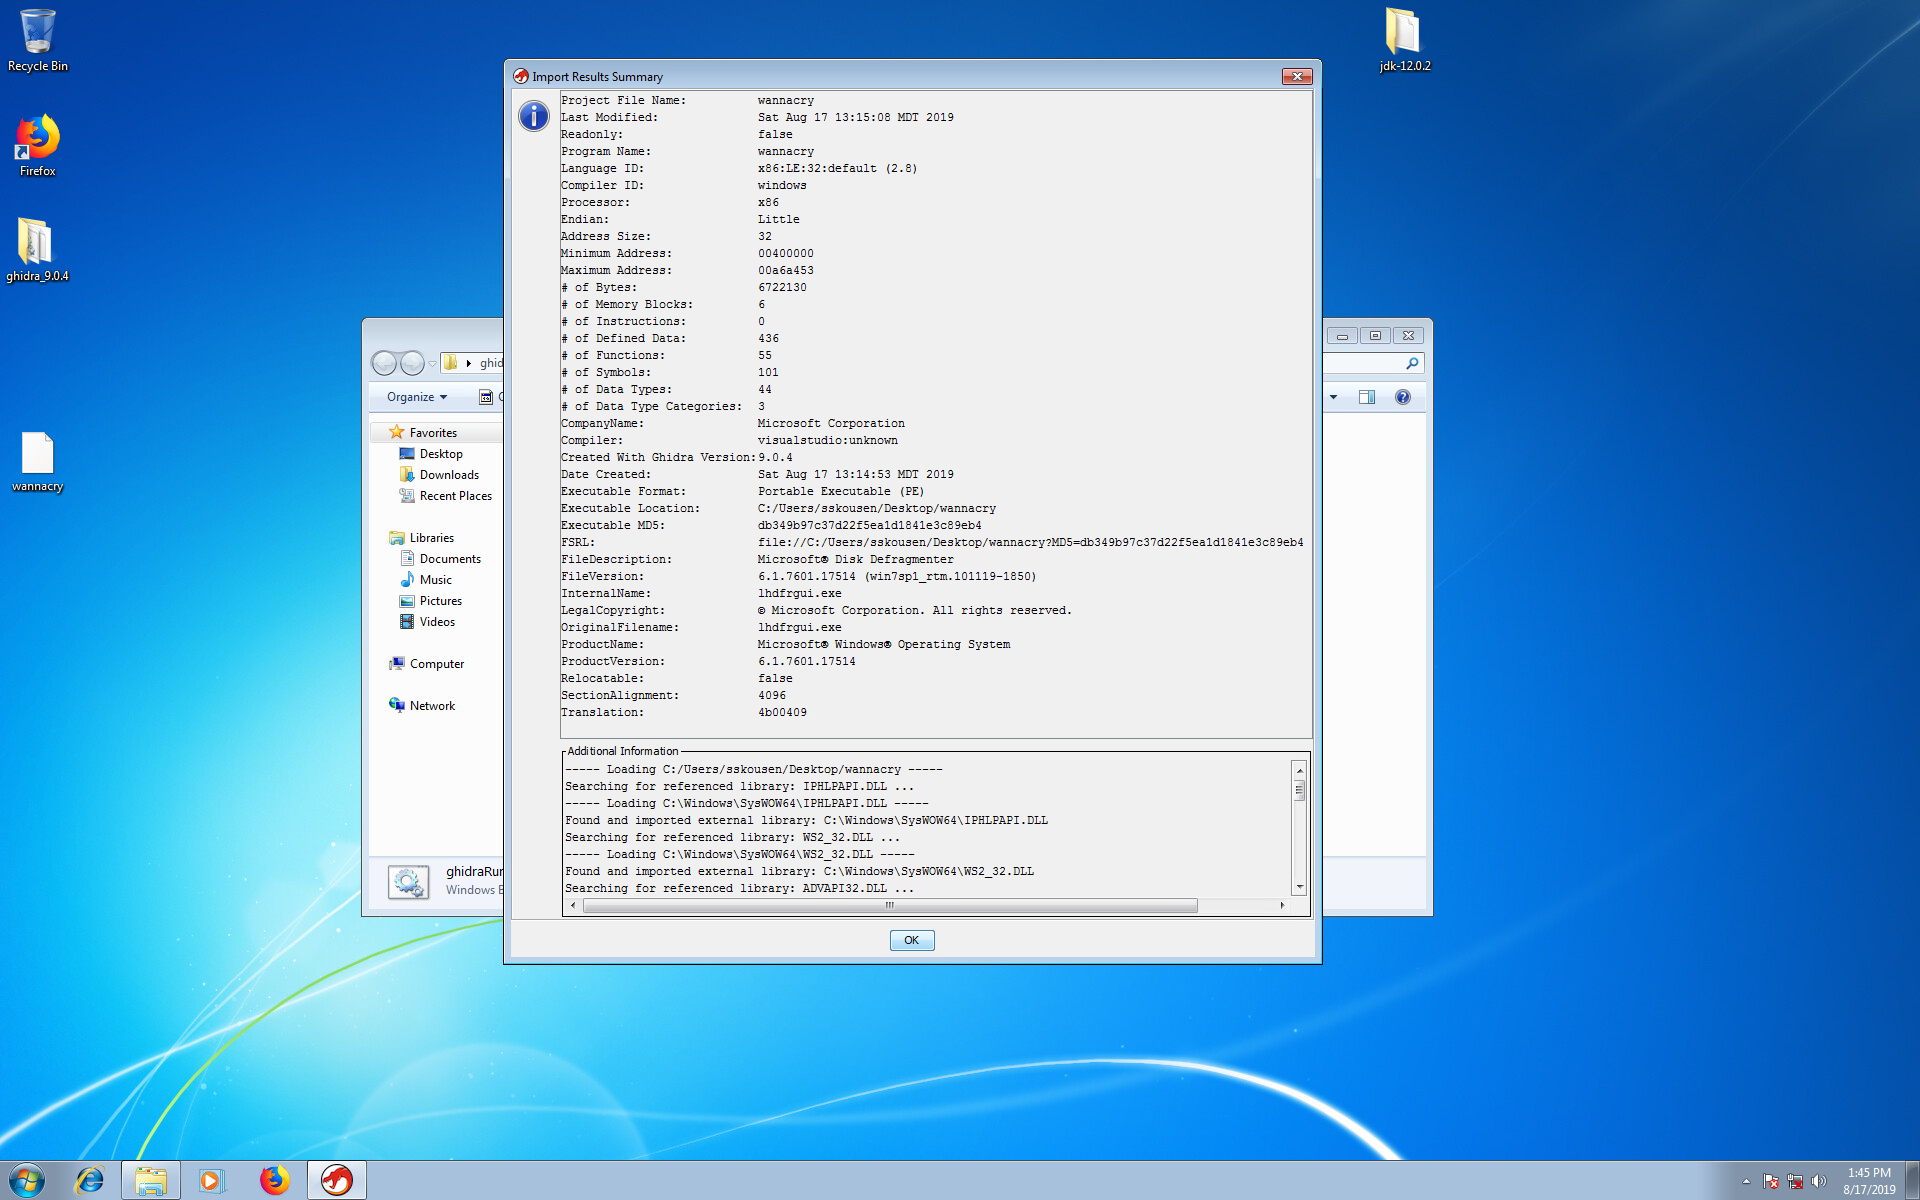 Recycle Bin
Firefox
ghidra_9.0.4
wannacry
jdk-12.0.2
Import Results Summary
Project File Name: wannacry
Last Modified: Sat Aug 17 13:15:08 MDT 2019
Readonly: false
Program Name: wannacry
Language ID: x86:LE:32:default (2.8)
Compiler ID: windows
Processor: x86
Endian: Little
Address Size: 32
Minimum Address: 00400000
Maximum Address: 00a6a453
# of Bytes: 6722130
# of Memory Blocks: 6
# of Instructions: 0
# of Defined Data: 436
# of Functions: 55
# of Symbols: 101
# of Data Types: 44
# of Data Type Categories: 3
CompanyName: Microsoft Corporation
Compiler: visualstudio:unknown
Created With Ghidra Version: 9.0.4
Date Created: Sat Aug 17 13:14:53 MDT 2019
Executable Format: Portable Executable (PE)
Executable Location: C:/Users/sskousen/Desktop/wannacry
Executable MD5: db349b97c37d22f5ea1d1841e3c89eb4
FSRL: file://C:/Users/sskousen/Desktop/wannacry?MD5=db349b97c37d22f5ea1d1841e3c89eb4
FileDescription: Microsoft® Disk Defragmenter
FileVersion: 6.1.7601.17514 (win7sp1_rtm.101119-1850)
InternalName: lhdfrgui.exe
LegalCopyright: © Microsoft Corporation. All rights reserved.
OriginalFilename: lhdfrgui.exe
ProductName: Microsoft® Windows® Operating System
ProductVersion: 6.1.7601.17514
Relocatable: false
SectionAlignment: 4096
Translation: 4b00409
Additional Information
----- Loading C:/Users/sskousen/Desktop/wannacry -----
Searching for referenced library: IPHLPAPI.DLL ...
----- Loading C:\Windows\SysWOW64\IPHLPAPI.DLL -----
Found and imported external library: C:\Windows\SysWOW64\IPHLPAPI.DLL
Searching for referenced library: WS2_32.DLL ...
----- Loading C:\Windows\SysWOW64\WS2_32.DLL -----
Found and imported external library: C:\Windows\SysWOW64\WS2_32.DLL
Searching for referenced library: ADVAPI32.DLL ...
OK
ghid
Organize
Favorites
Desktop
Downloads
Recent Places
Libraries
Documents
Music
Pictures
Videos
Computer
Network
ghidraRun
Windows
1:45 PM
8/17/2019